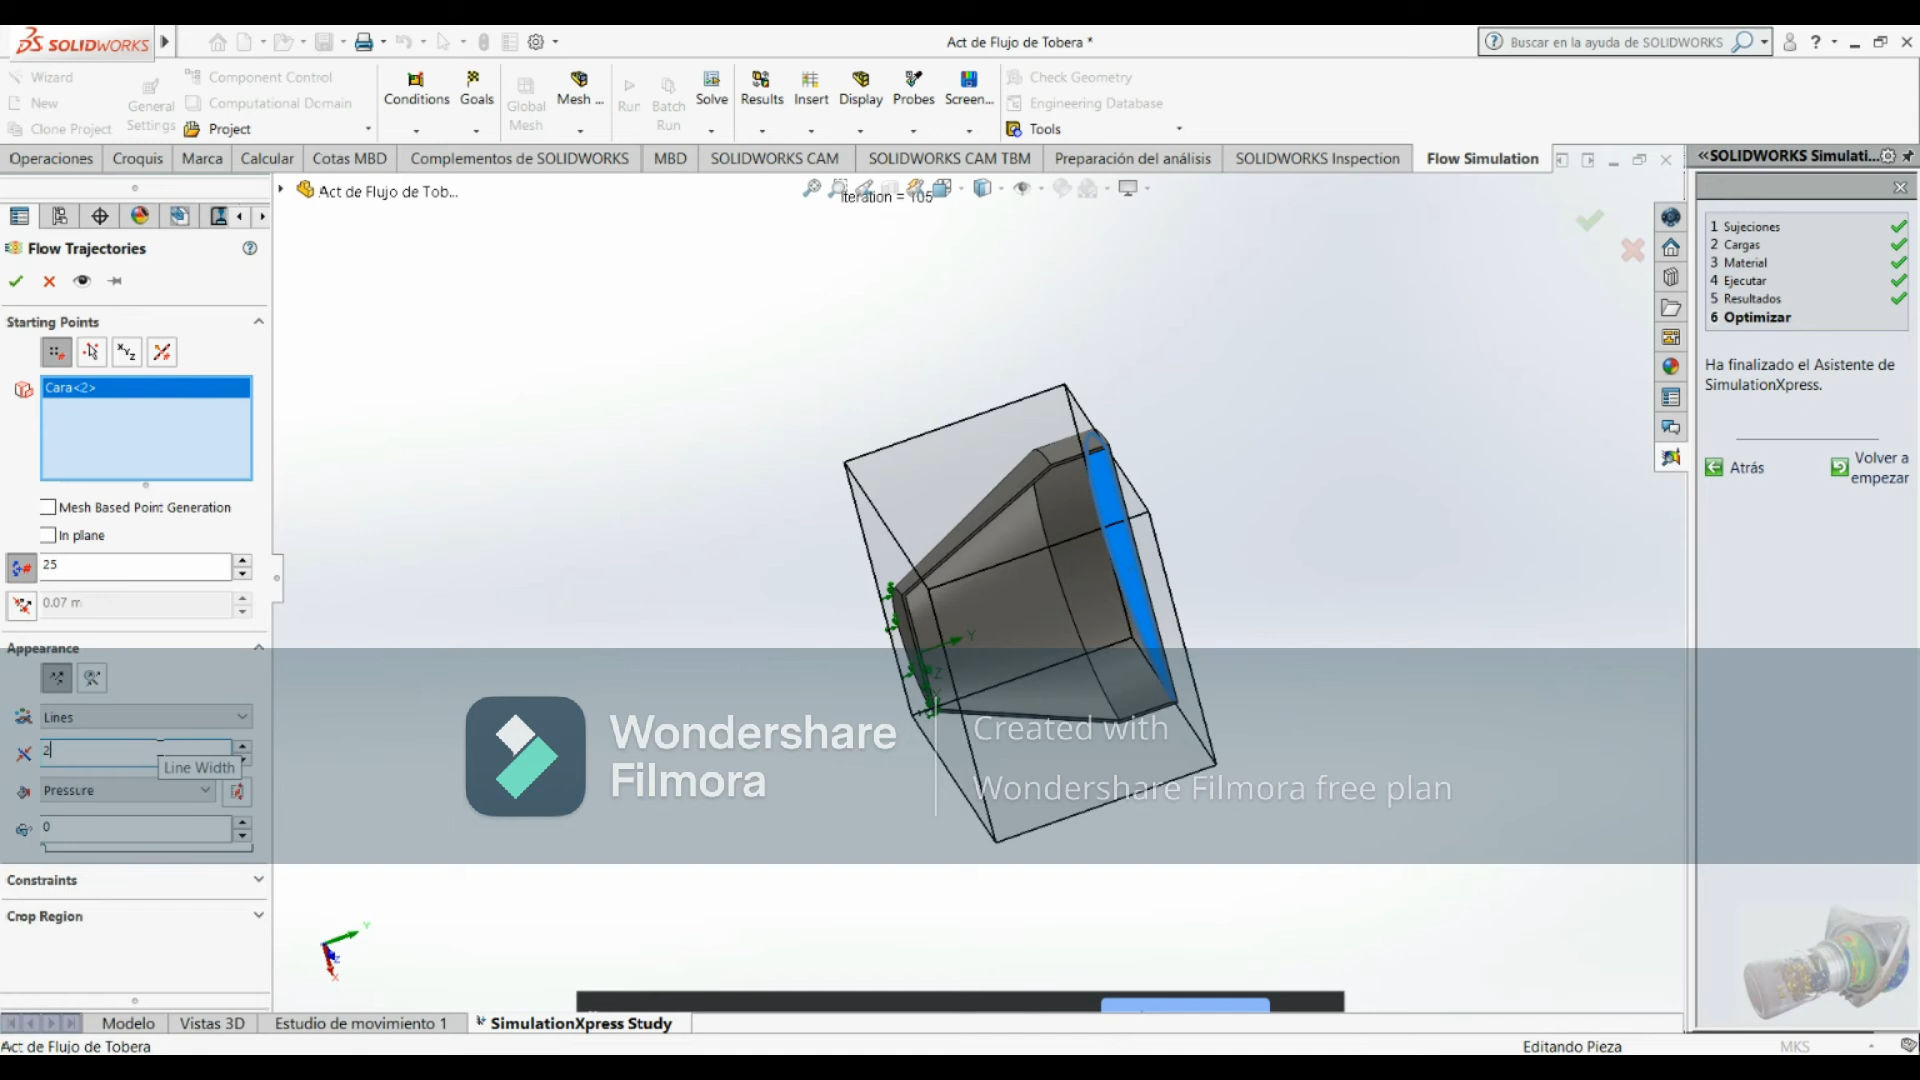 SOLIDWORKS
Act de Flujo de Tobera *
Buscar en la ayuda de SOLIDWORKS
?
Wizard
New
Clone Project
General Settings
Component Control
Computational Domain
Project
Conditions
Goals
Global Mesh
Mesh ...
Run
Batch Run
Solve
Results
Insert
Display
Probes
Screen...
Check Geometry
Engineering Database
Tools
Operaciones
Croquis
Marca
Calcular
Cotas MBD
Complementos de SOLIDWORKS
MBD
SOLIDWORKS CAM
SOLIDWORKS CAM TBM
Preparación del análisis
SOLIDWORKS Inspection
Flow Simulation
«SOLIDWORKS Simulati...
Act de Flujo de Tob...
Iteration = 105
Flow Trajectories
Starting Points
Cara<2>
Mesh Based Point Generation
In plane
25
0.07 m
Appearance
Lines
2
Line Width
Pressure
0
Constraints
Crop Region
Y
Z
X
Y
Z
X
Wondershare
Filmora
Created with
Wondershare Filmora free plan
1 Sujeciones
2 Cargas
3 Material
4 Ejecutar
5 Resultados
6 Optimizar
Ha finalizado el Asistente de
SimulationXpress.
Atrás
Volver a
empezar
Modelo
Vistas 3D
Estudio de movimiento 1
SimulationXpress Study
Act de Flujo de Tobera
Editando Pieza
MKS